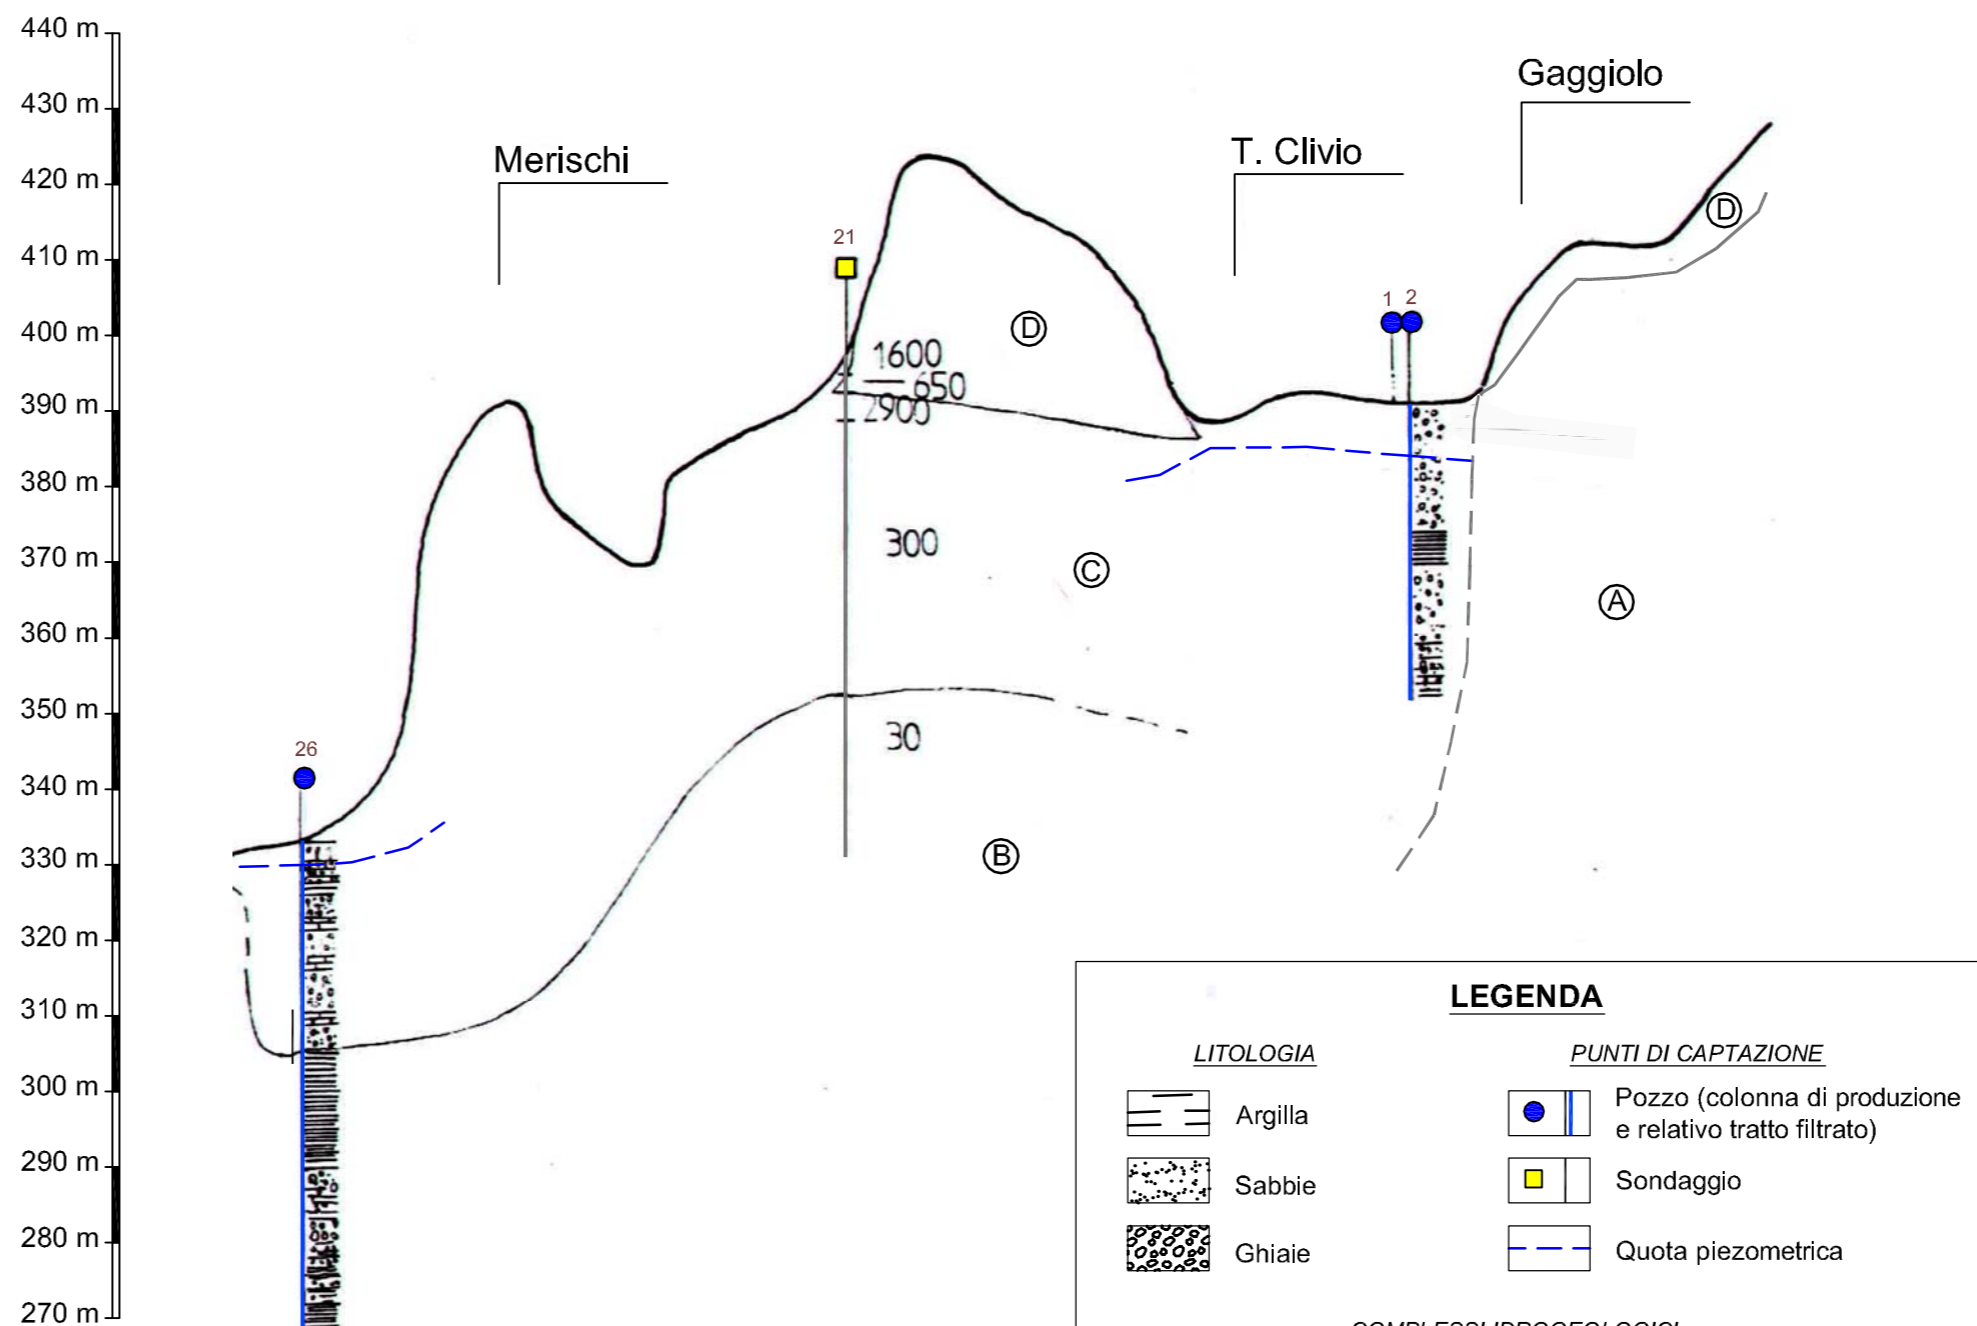 440 m
430 m
420 m
410 m
400 m
390 m
380 m
370 m
360 m
350 m
340 m
330 m
320 m
310 m
300 m
290 m
280 m
270 m
Merischi
T. Clivio
Gaggiolo
21
1 2
26
D
D
1600
650
2900
300
C
A
30
B
LEGENDA
LITOLOGIA
Argilla
Sabbie
Ghiaie
PUNTI DI CAPTAZIONE
Pozzo (colonna di produzione
e relativo tratto filtrato)
Sondaggio
Quota piezometrica
COMPLESSI IDROGEOLOGICI